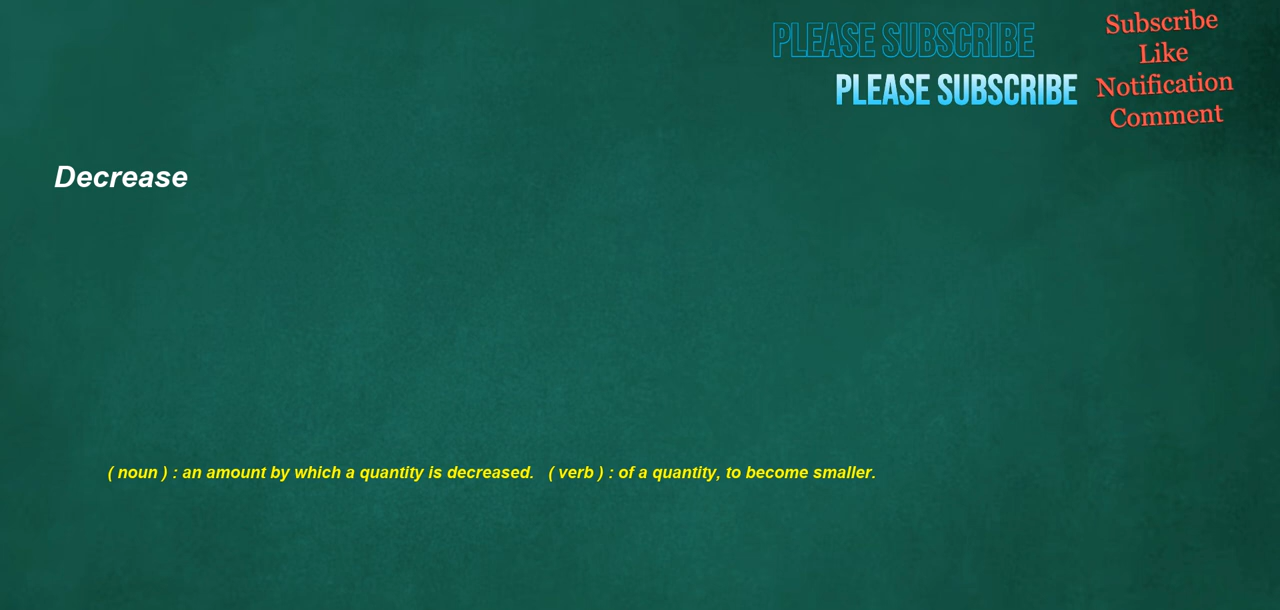 PLEASE SUBSCRIBE
PLEASE SUBSCRIBE
Subscribe
Like
Notification
Comment
Decrease
( noun ) : an amount by which a quantity is decreased. ( verb ) : of a quantity, to become smaller.